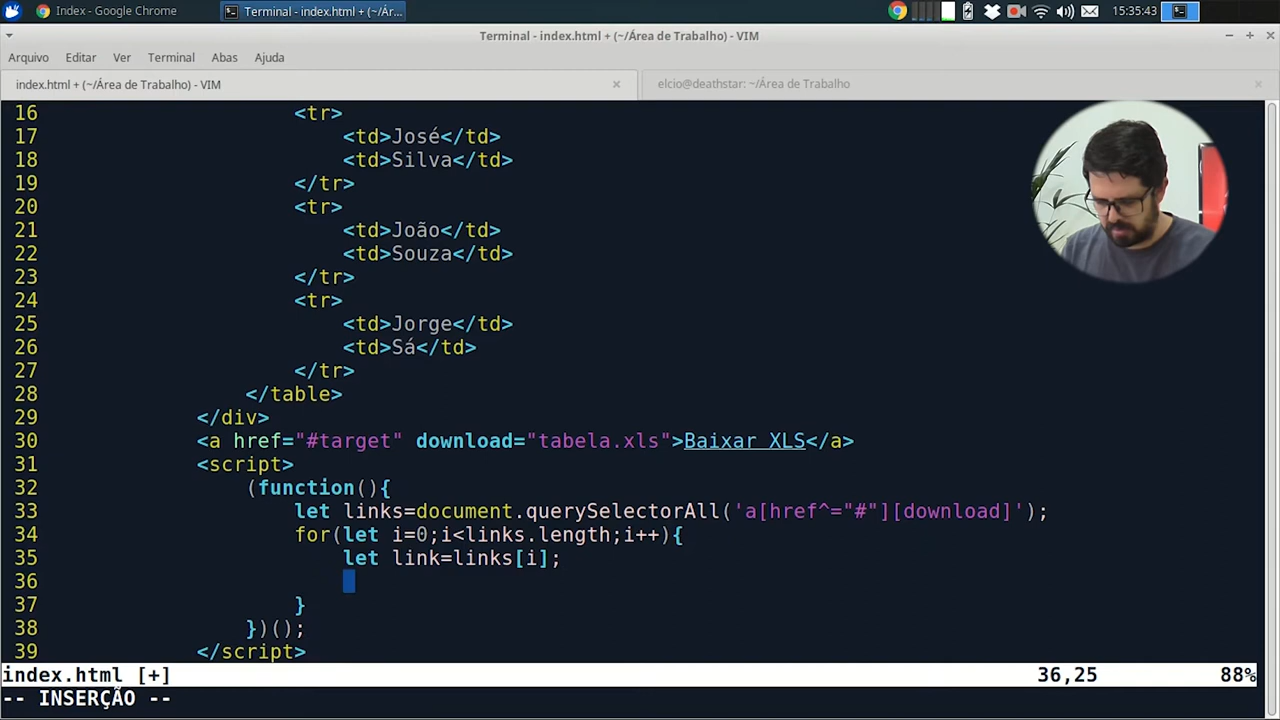 Index - Google Chrome
Terminal - index.html + (~/Ár...
15:35:43
Terminal - index.html + (~/Área de Trabalho) - VIM
Arquivo Editar Ver Terminal Abas Ajuda
index.html + (~/Área de Trabalho) - VIM
elcio@deathstar: ~/Área de Trabalho
16 <tr>
17 <td>José</td>
18 <td>Silva</td>
19 </tr>
20 <tr>
21 <td>João</td>
22 <td>Souza</td>
23 </tr>
24 <tr>
25 <td>Jorge</td>
26 <td>Sá</td>
27 </tr>
28 </table>
29 </div>
30 <a href="#target" download="tabela.xls">Baixar XLS</a>
31 <script>
32 (function(){
33 let links=document.querySelectorAll('a[href^="#"][download]');
34 for(let i=0;i<links.length;i++){
35 let link=links[i];
36
37 }
38 })();
39 </script>
index.html [+] 36,25 88%
-- INSERÇÃO --